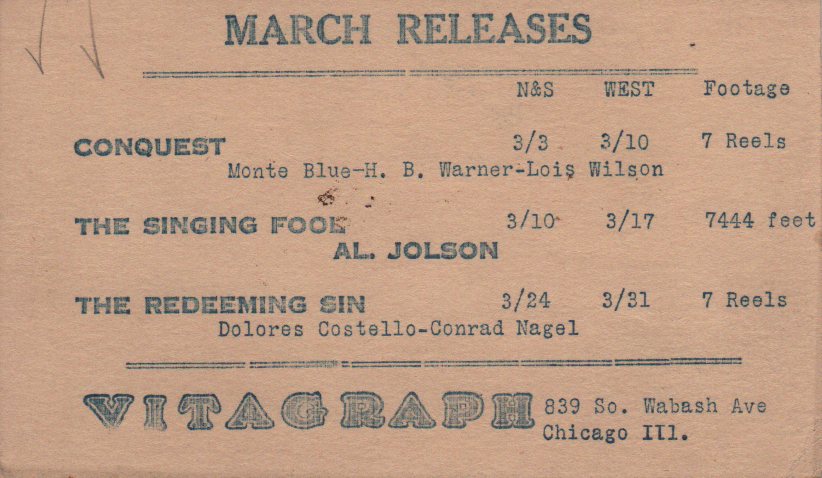 MARCH RELEASES
N&S WEST Footage
CONQUEST 3/3 3/10 7 Reels
Monte Blue-H. B. Warner-Lois Wilson
THE SINGING FOOL 3/10 3/17 7444 feet
AL. JOLSON
THE REDEEMING SIN 3/24 3/31 7 Reels
Dolores Costello-Conrad Nagel
VITAGRAPH 839 So. Wabash Ave
Chicago Ill.